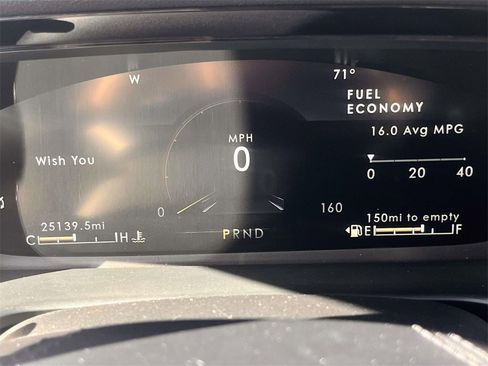 W
71°
FUEL
ECONOMY
MPH
16.0 Avg MPG
0
Wish You
0 20 40
0
160
25139.5mi
150mi to empty
C H
PRND
E F